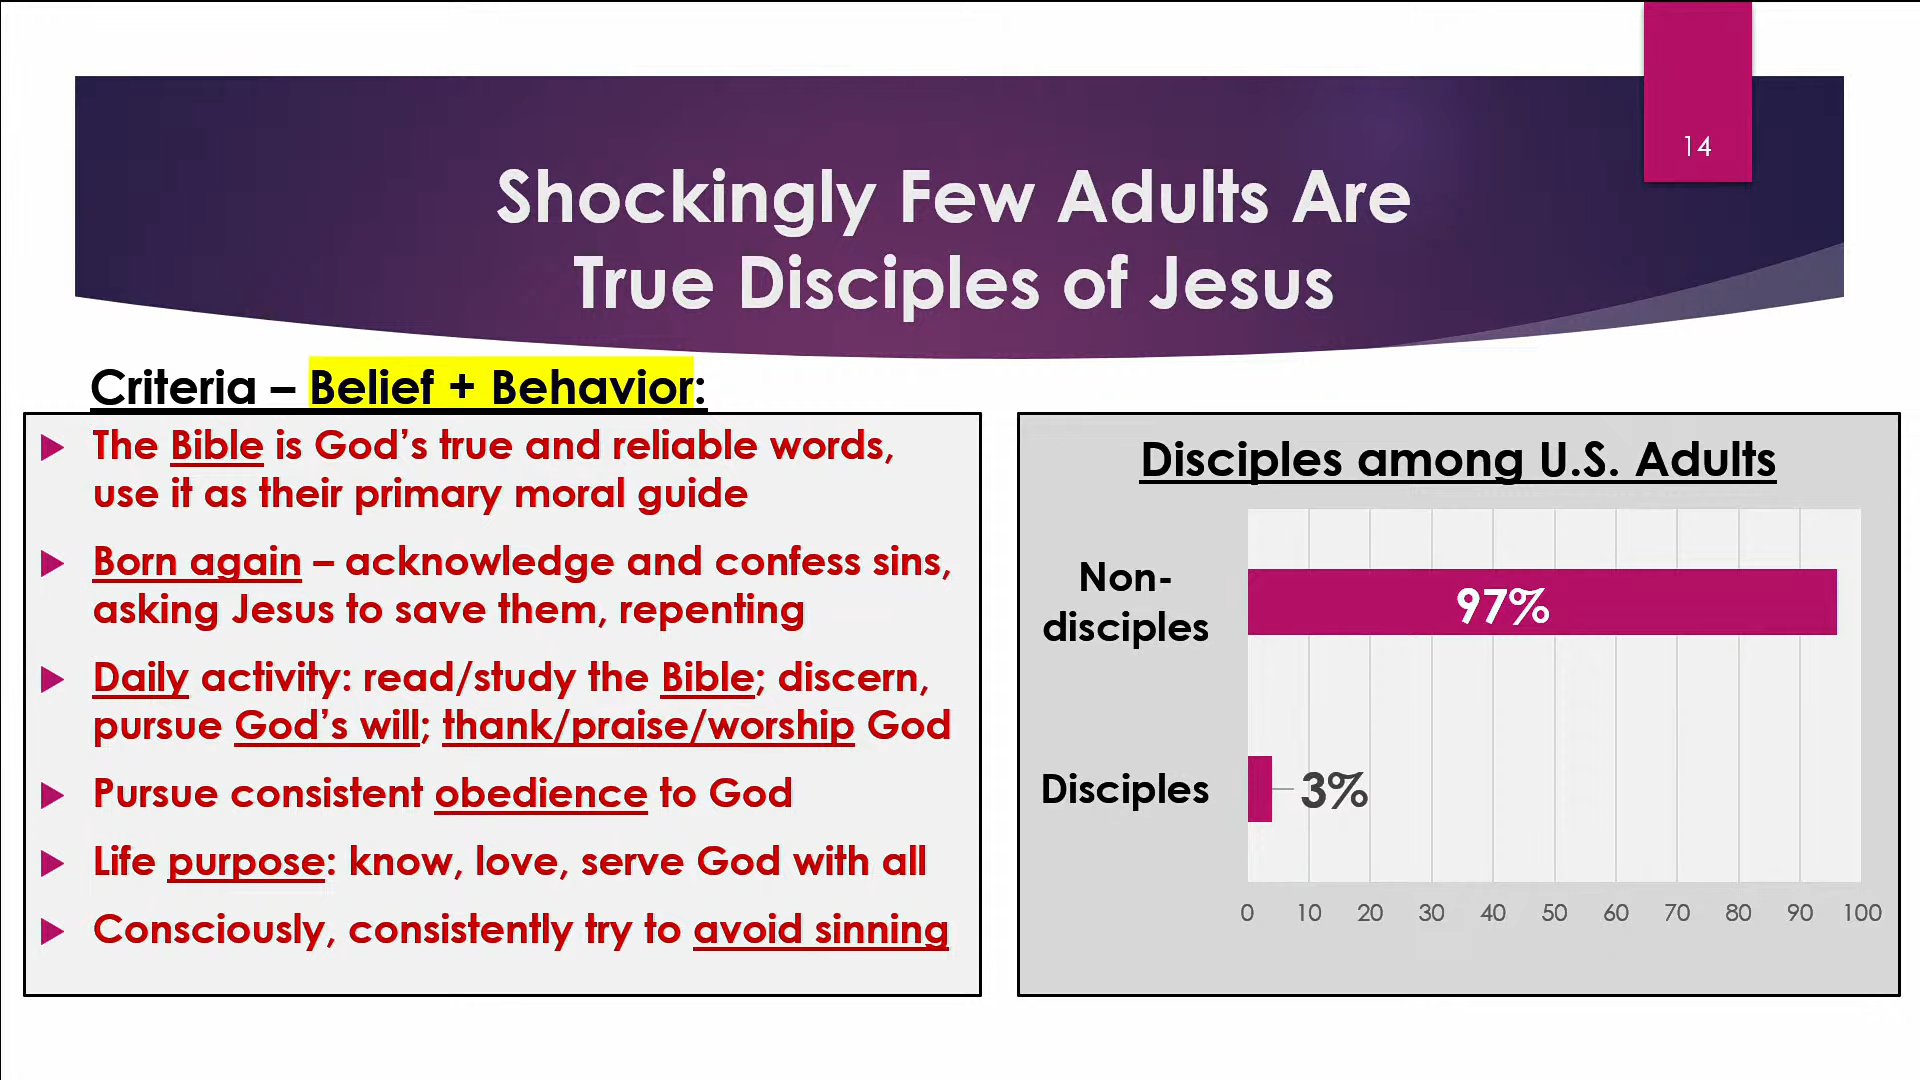 14
Shockingly Few Adults Are
True Disciples of Jesus
Criteria – Belief + Behavior:
The Bible is God’s true and reliable words,
use it as their primary moral guide
Born again – acknowledge and confess sins,
asking Jesus to save them, repenting
Daily activity: read/study the Bible; discern,
pursue God’s will; thank/praise/worship God
Pursue consistent obedience to God
Life purpose: know, love, serve God with all
Consciously, consistently try to avoid sinning
Disciples among U.S. Adults
Non-
disciples
97%
Disciples
3%
0 10 20 30 40 50 60 70 80 90 100